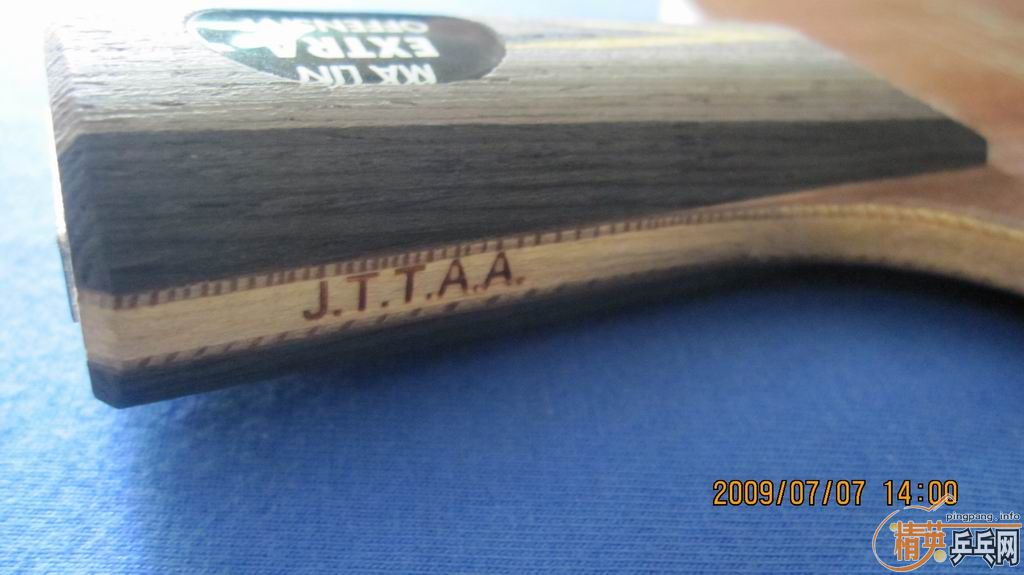 MA LIN
EXTRA
OFFENSIVE
J.T.T.A.A.
2009/07/07 14:00
pingpang.info
精英乒乓网